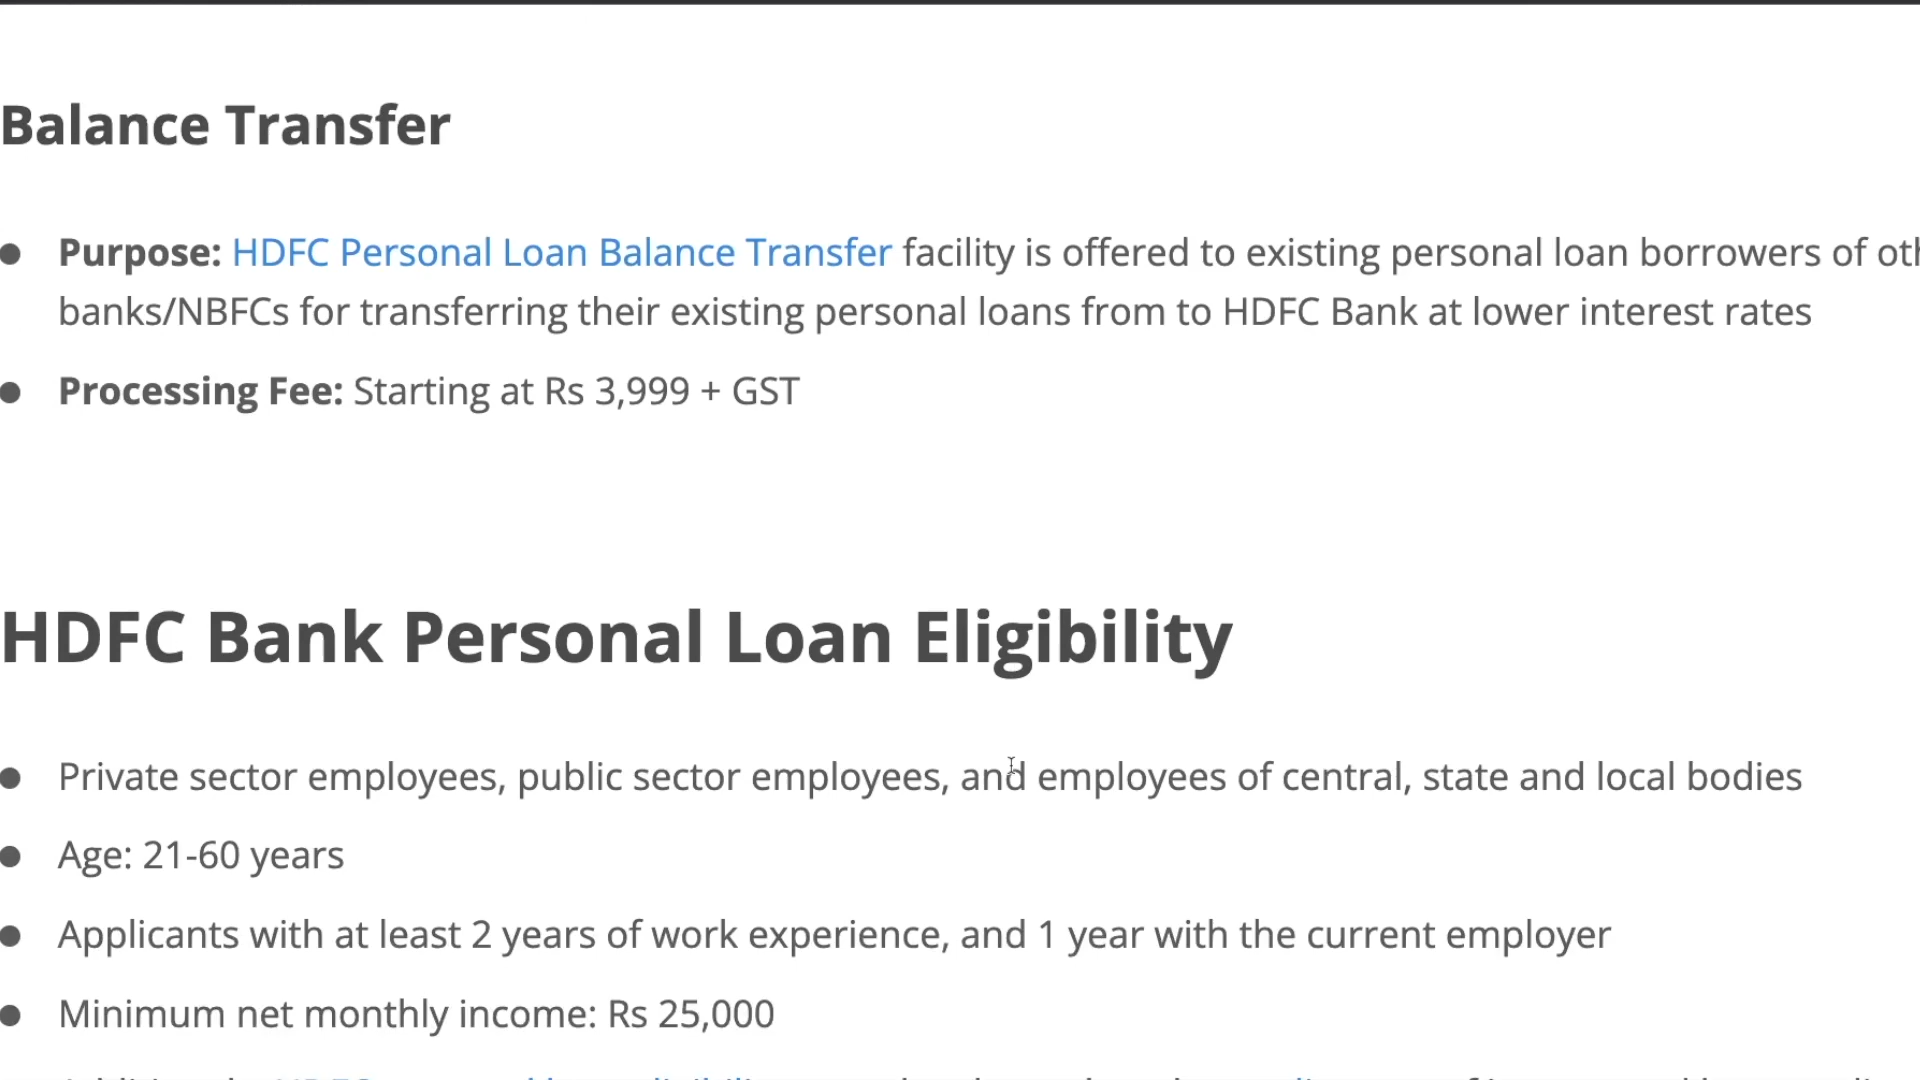 Balance Transfer
Purpose: HDFC Personal Loan Balance Transfer facility is offered to existing personal loan borrowers of
banks/NBFCs for transferring their existing personal loans from to HDFC Bank at lower interest rates
Processing Fee: Starting at Rs 3,999 + GST
HDFC Bank Personal Loan Eligibility
Private sector employees, public sector employees, and employees of central, state and local bodies
Age: 21-60 years
Applicants with at least 2 years of work experience, and 1 year with the current employer
Minimum net monthly income: Rs 25,000